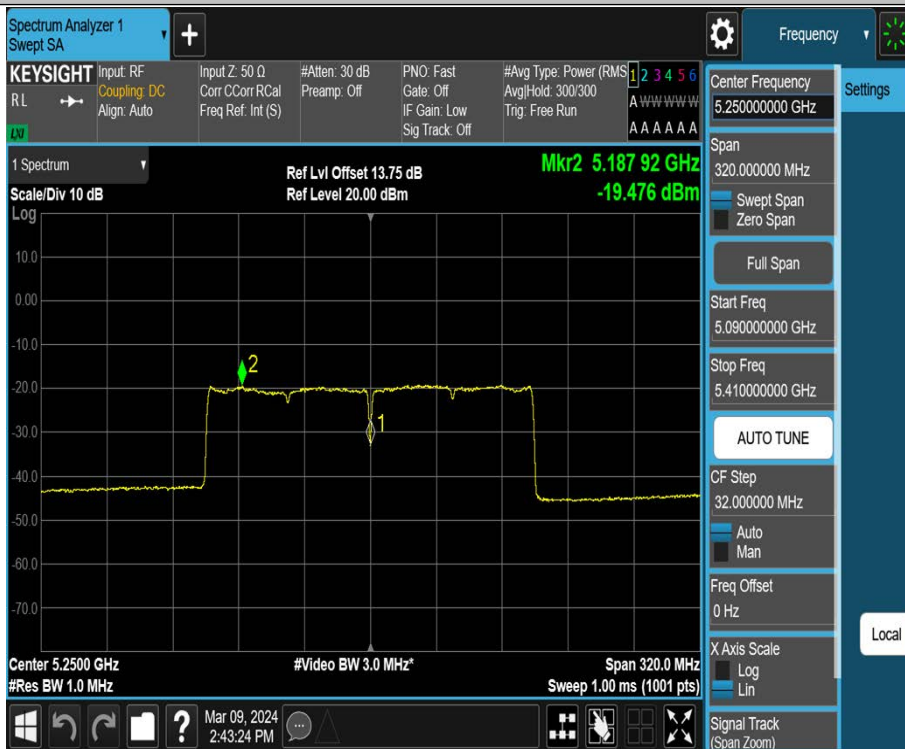 Spectrum Analyzer 1
Swept SA
+
Frequency
KEYSIGHT
RL
LXI
Input: RF
Coupling: DC
Align: Auto
Input Z: 50 Ω
Corr CCorr RCal
Freq Ref: Int (S)
#Atten: 30 dB
Preamp: Off
PNO: Fast
Gate: Off
IF Gain: Low
Sig Track: Off
#Avg Type: Power (RMS
Avg|Hold: 300/300
Trig: Free Run
1 2 3 4 5 6
A W W W W W
A A A A A A
1 Spectrum
Scale/Div 10 dB
Ref Lvl Offset 13.75 dB
Ref Level 20.00 dBm
Mkr2 5.187 92 GHz
-19.476 dBm
Log
10.0
0.00
-10.0
-20.0
-30.0
-40.0
-50.0
-60.0
-70.0
2
1
Center 5.2500 GHz
#Res BW 1.0 MHz
#Video BW 3.0 MHz*
Span 320.0 MHz
Sweep 1.00 ms (1001 pts)
Center Frequency
5.250000000 GHz
Settings
Span
320.000000 MHz
Swept Span
Zero Span
Full Span
Start Freq
5.090000000 GHz
Stop Freq
5.410000000 GHz
AUTO TUNE
CF Step
32.000000 MHz
Auto
Man
Freq Offset
0 Hz
X Axis Scale
Log
Lin
Local
Signal Track
(Span Zoom)
?
Mar 09, 2024
2:43:24 PM